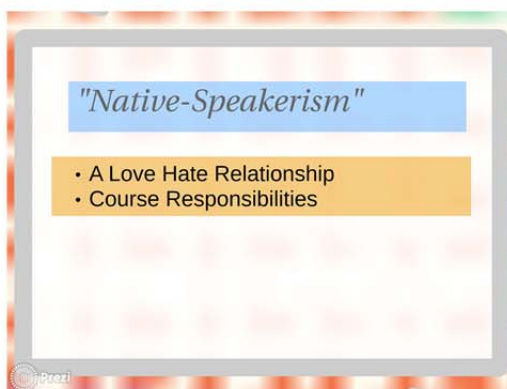 "Native-Speakerism"
• A Love Hate Relationship
• Course Responsibilities
Prezi